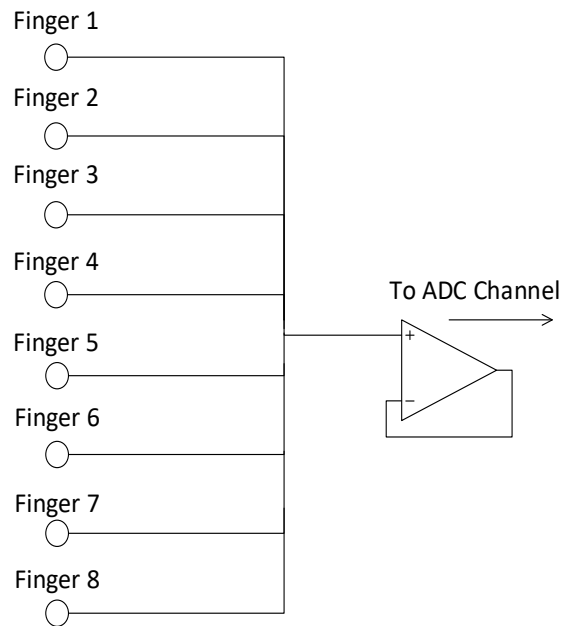 Finger 1
Finger 2
Finger 3
Finger 4
To ADC Channel
+
Finger 5
−
Finger 6
Finger 7
Finger 8